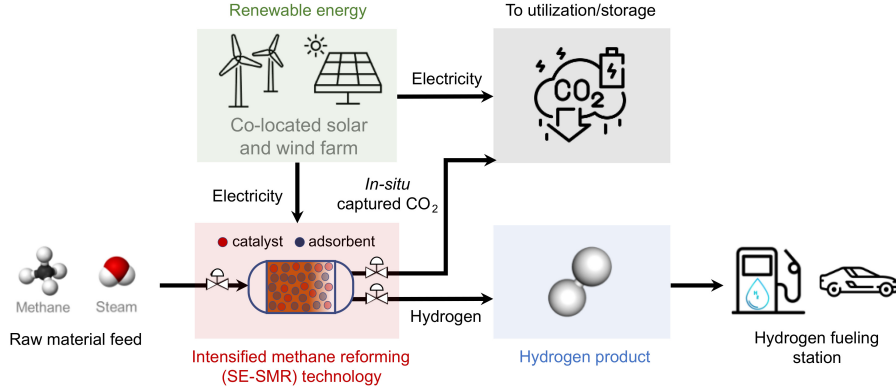 Renewable energy
To utilization/storage
Electricity
CO2
Co-located solar
and wind farm
Electricity
In-situ
captured CO2
catalyst
adsorbent
Methane
Steam
Raw material feed
Hydrogen
Intensified methane reforming
(SE-SMR) technology
Hydrogen product
Hydrogen fueling
station